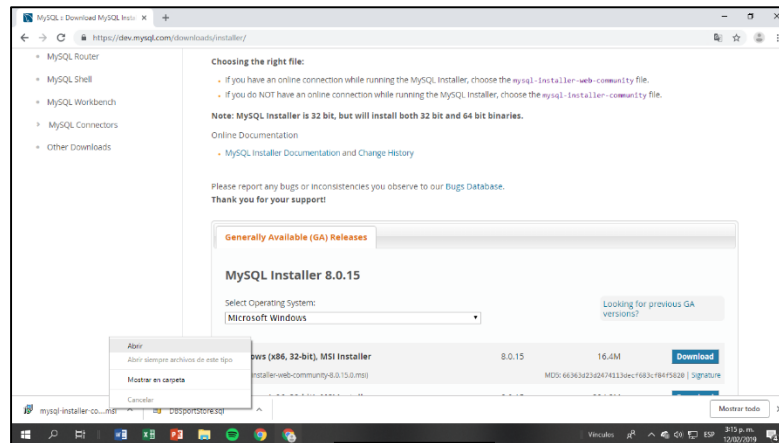 MySQL :: Download MySQL Insta
https://dev.mysql.com/downloads/installer/
MySQL Router
MySQL Shell
MySQL Workbench
MySQL Connectors
Other Downloads
Choosing the right file:
If you have an online connection while running the MySQL Installer, choose the mysql-installer-web-community file.
If you do NOT have an online connection while running the MySQL Installer, choose the mysql-installer-community file.
Note: MySQL Installer is 32 bit, but will install both 32 bit and 64 bit binaries.
Online Documentation
MySQL Installer Documentation and Change History
Please report any bugs or inconsistencies you observe to our Bugs Database.
Thank you for your support!
Generally Available (GA) Releases
MySQL Installer 8.0.15
Select Operating System:
Microsoft Windows
Looking for previous GA
versions?
ows (x86, 32-bit), MSI Installer 8.0.15 16.4M Download
nstaller-web-community-8.0.15.0.msi) MD5: | Signature
Abrir
Abrir siempre archivos de este tipo
Mostrar en carpeta
Cancelar
mysql-installer-co...msi
DBSportStore.sql
Mostrar todo
Vínculos
ESP
3:15 p. m.
12/02/2019